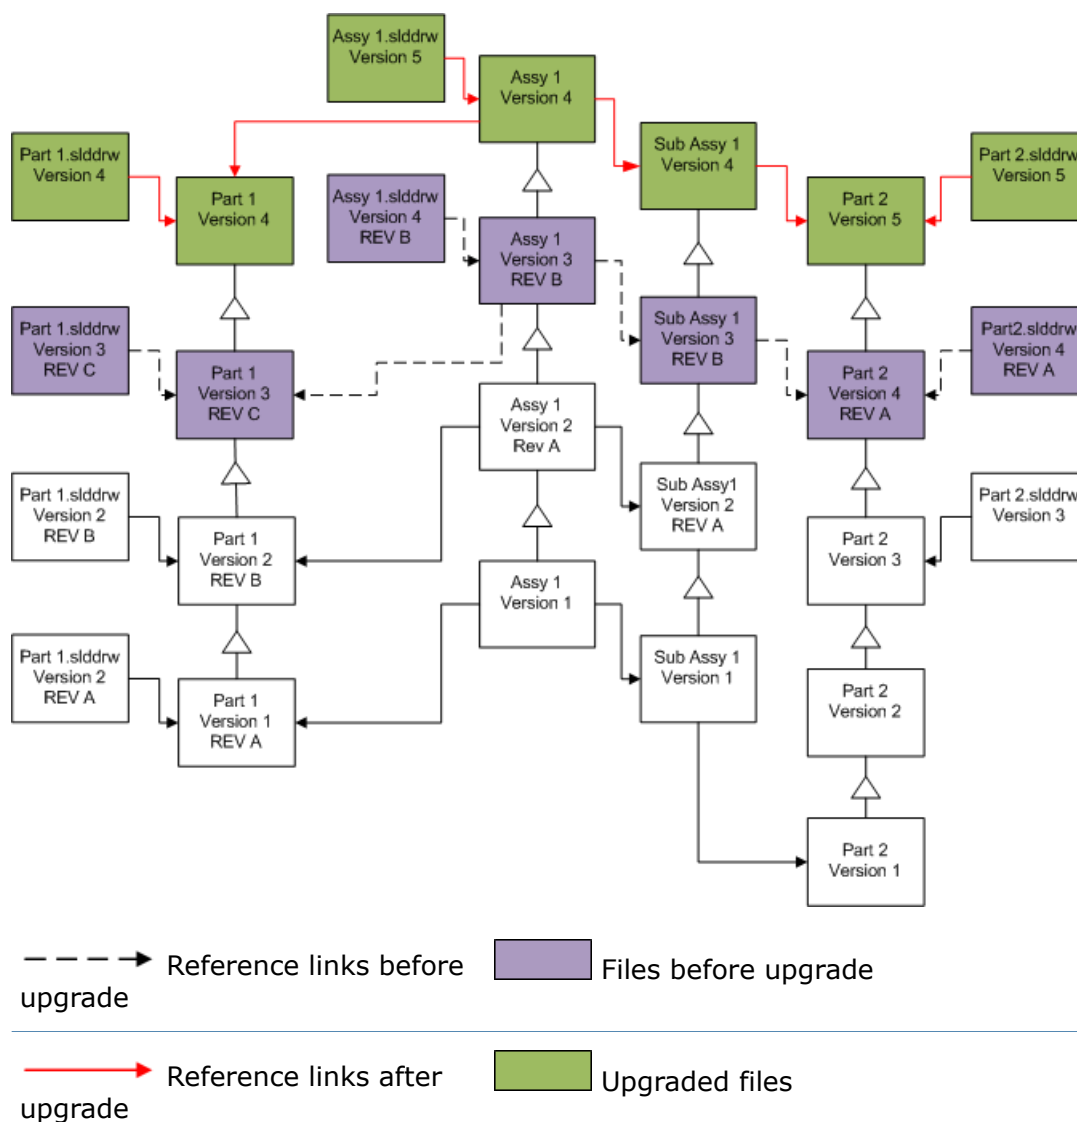 Assy 1.slddrw
Version 5
Assy 1
Version 4
Sub Assy 1
Version 4
Part 1.slddrw
Version 4
Part 2.slddrw
Version 5
Part 1
Version 4
Assy 1.slddrw
Version 4
REV B
Part 2
Version 5
Assy 1
Version 3
REV B
Sub Assy 1
Version 3
REV B
Part 1.slddrw
Version 3
REV C
Part2.slddrw
Version 4
REV A
Part 1
Version 3
REV C
Part 2
Version 4
REV A
Assy 1
Version 2
Rev A
Sub Assy1
Version 2
REV A
Part 1.slddrw
Version 2
REV B
Part 2.slddrw
Version 3
Part 1
Version 2
REV B
Part 2
Version 3
Assy 1
Version 1
Part 1.slddrw
Version 2
REV A
Sub Assy 1
Version 1
Part 1
Version 1
REV A
Part 2
Version 2
Part 2
Version 1
Reference links before
upgrade
Files before upgrade
Reference links after
upgrade
Upgraded files